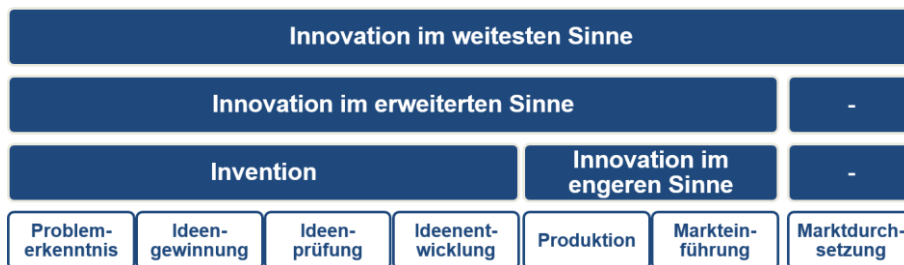 Innovation im weitesten Sinne
Innovation im erweiterten Sinne
-
Invention
Innovation im
engeren Sinne
-
Problem-
erkenntnis
Ideen-
gewinnung
Ideen-
prüfung
Ideenent-
wicklung
Produktion
Marktein-
führung
Marktdurch-
setzung